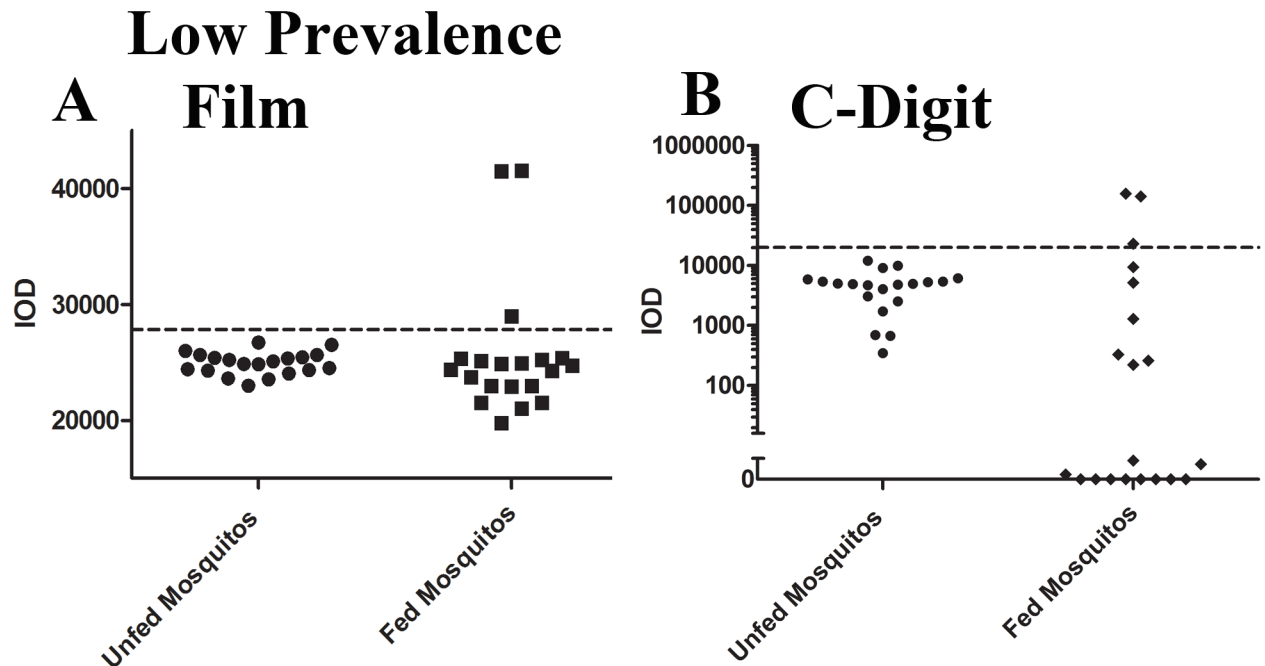 Low Prevalence
A Film
40000
30000
20000
IOD
Unfed Mosquitos
Fed Mosquitos
B C-Digit
1000000
100000
10000
1000
100
0
IOD
Unfed Mosquitos
Fed Mosquitos